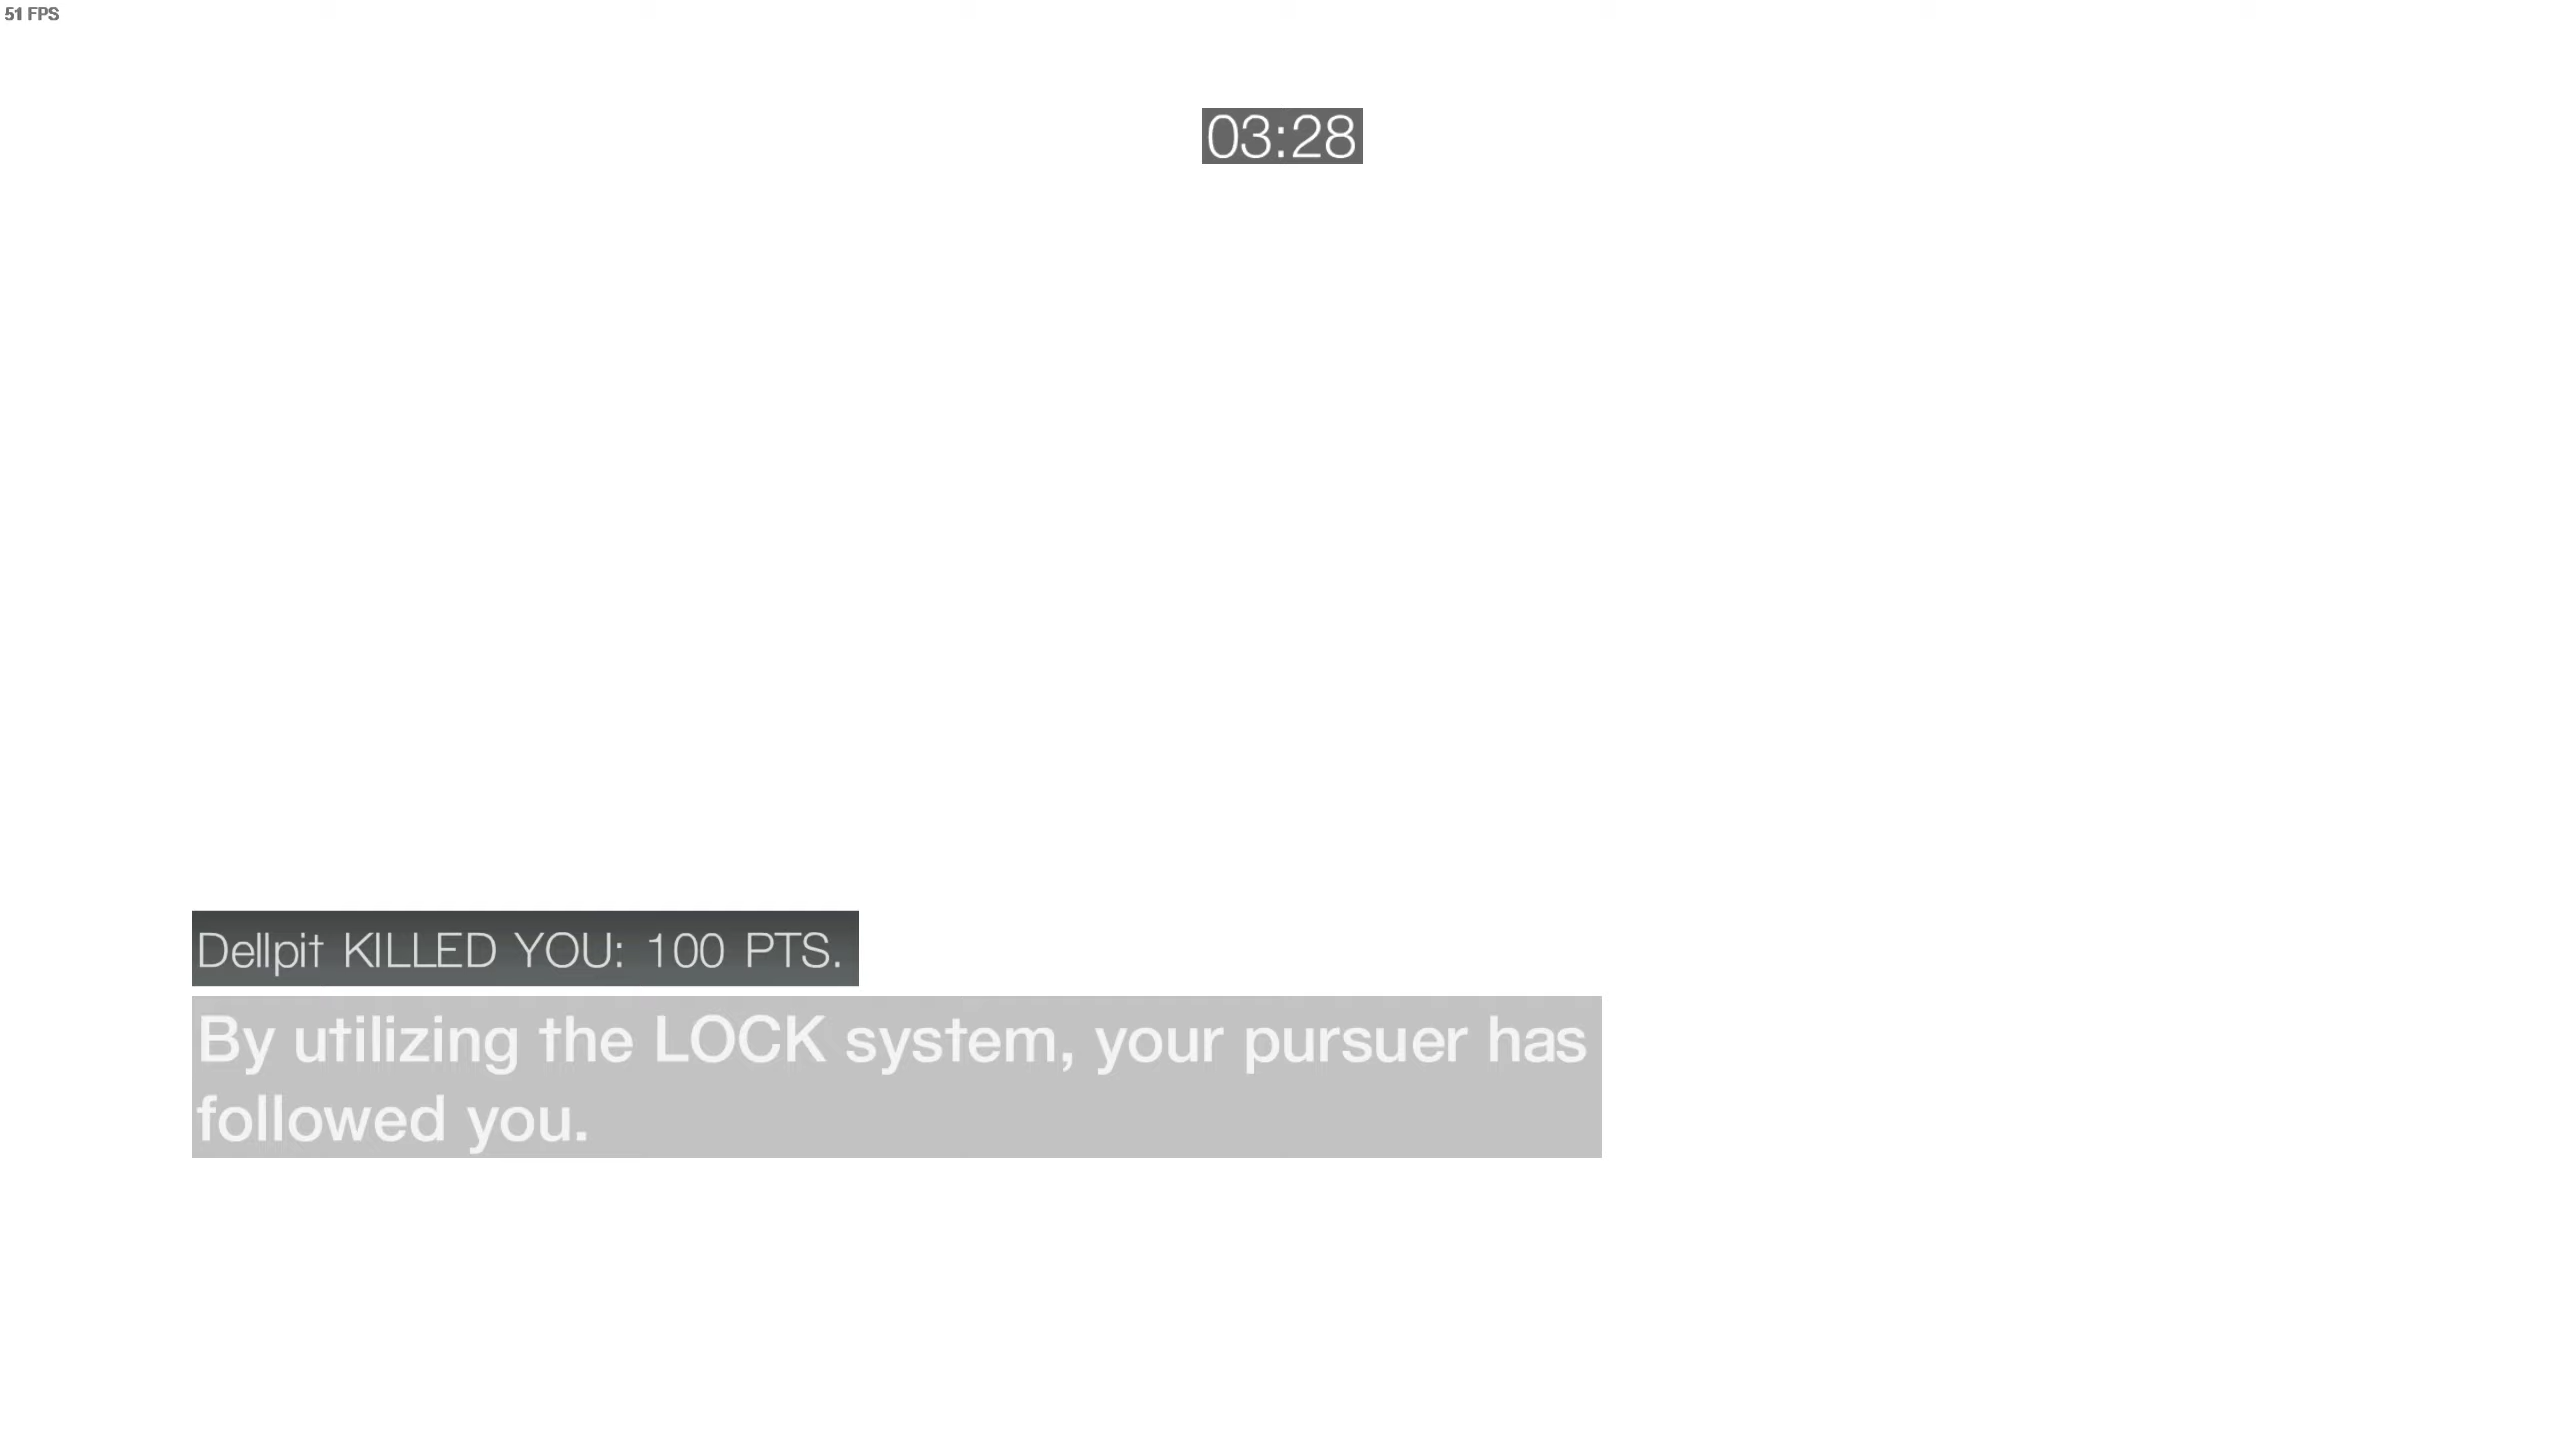 51 FPS
03:28
Dellpit KILLED YOU: 100 PTS.
By utilizing the LOCK system, your pursuer has
followed you.